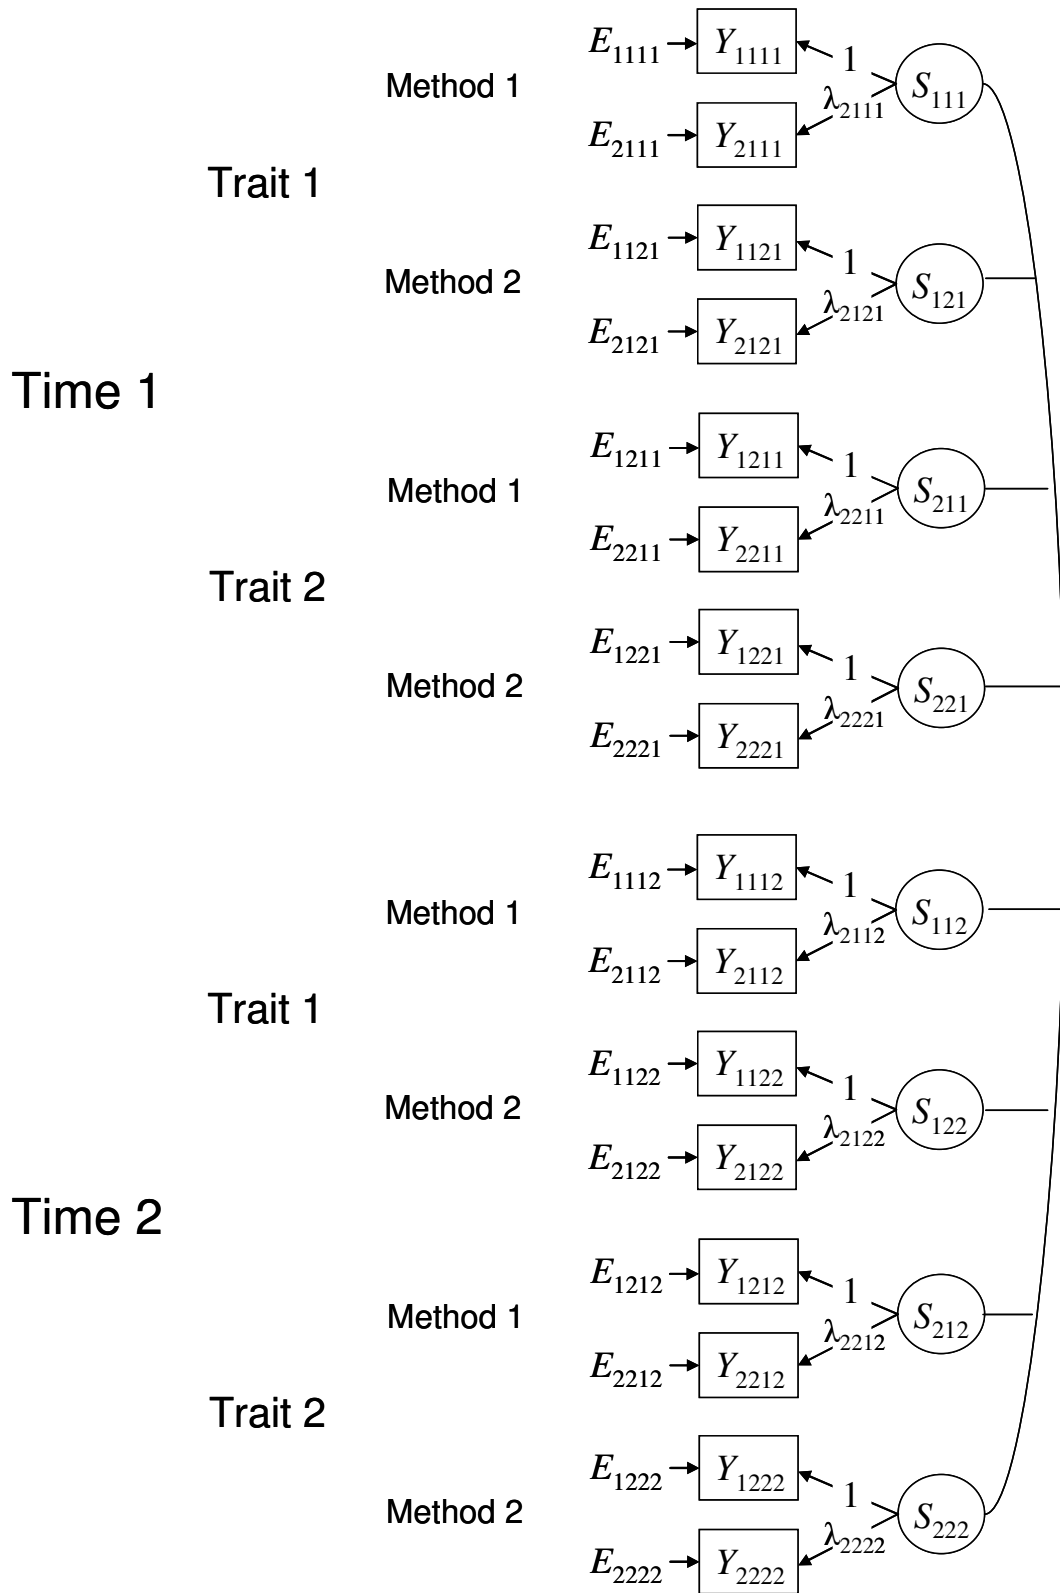 E1111 Y1111 1 S111
Method 1
λ2111
E2111 Y2111
Trait 1
E1121 Y1121 1 S121
Method 2
λ2121
E2121 Y2121
Time 1
E1211 Y1211 1 S211
Method 1
λ2211
E2211 Y2211
Trait 2
E1221 Y1221 1 S221
Method 2
λ2221
E2221 Y2221
E1112 Y1112 1 S112
Method 1
λ2112
E2112 Y2112
Trait 1
E1122 Y1122 1 S122
Method 2
λ2122
E2122 Y2122
Time 2
E1212 Y1212 1 S212
Method 1
λ2212
E2212 Y2212
Trait 2
E1222 Y1222 1 S222
Method 2
λ2222
E2222 Y2222